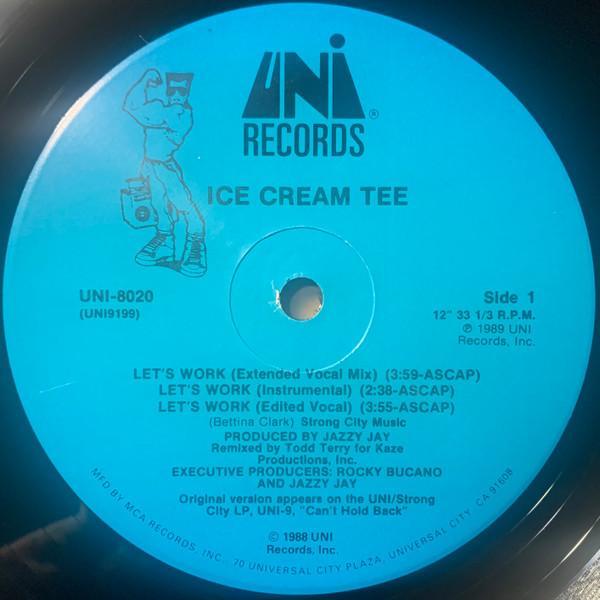 UNI®
RECORDS
ICE CREAM TEE
UNI-8020
(UNI9199)
Side 1
12" 33 1/3 R.P.M.
℗ 1989 UNI
Records, Inc.
LET'S WORK (Extended Vocal Mix) (3:59-ASCAP)
LET'S WORK (Instrumental) (2:38-ASCAP)
LET'S WORK (Edited Vocal) (3:55-ASCAP)
(Bettina Clark) Strong City Music
PRODUCED BY JAZZY JAY
Remixed by Todd Terry for Kaze
Productions, Inc.
EXECUTIVE PRODUCERS: ROCKY BUCANO
AND JAZZY JAY
Original version appears on the UNI/Strong
City LP, UNI-9, "Can't Hold Back"
© 1988 UNI
Records, Inc.
MFD BY MCA RECORDS, INC., 70 UNIVERSAL CITY PLAZA, UNIVERSAL CITY, CA 91608